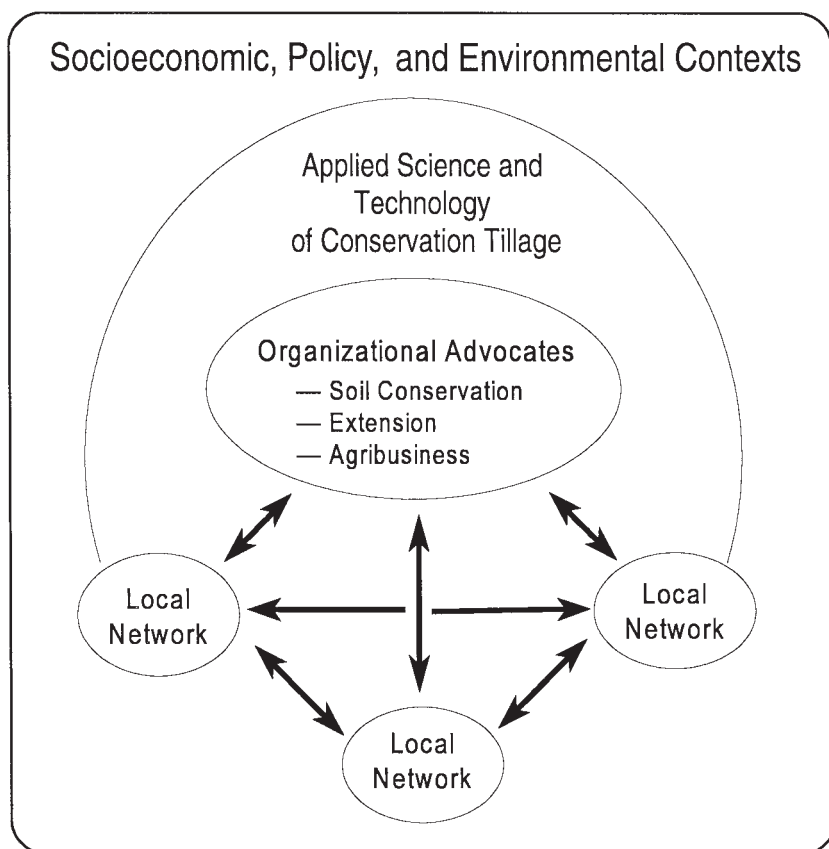 Socioeconomic, Policy, and Environmental Contexts
Applied Science and
Technology
of Conservation Tillage
Organizational Advocates
— Soil Conservation
— Extension
— Agribusiness
Local
Network
Local
Network
Local
Network